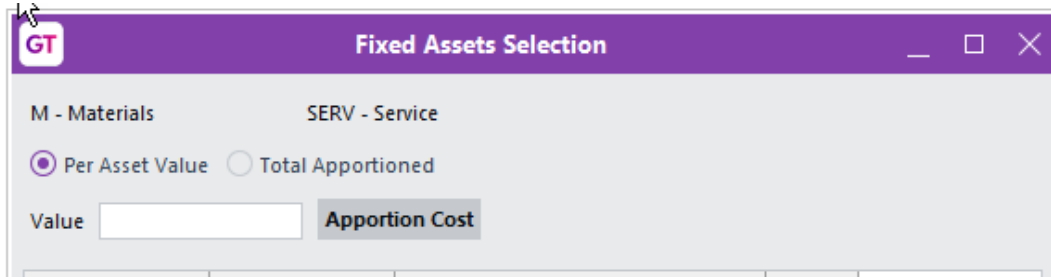 GT Fixed Assets Selection
M - Materials SERV - Service
Per Asset Value Total Apportioned
Value Apportion Cost